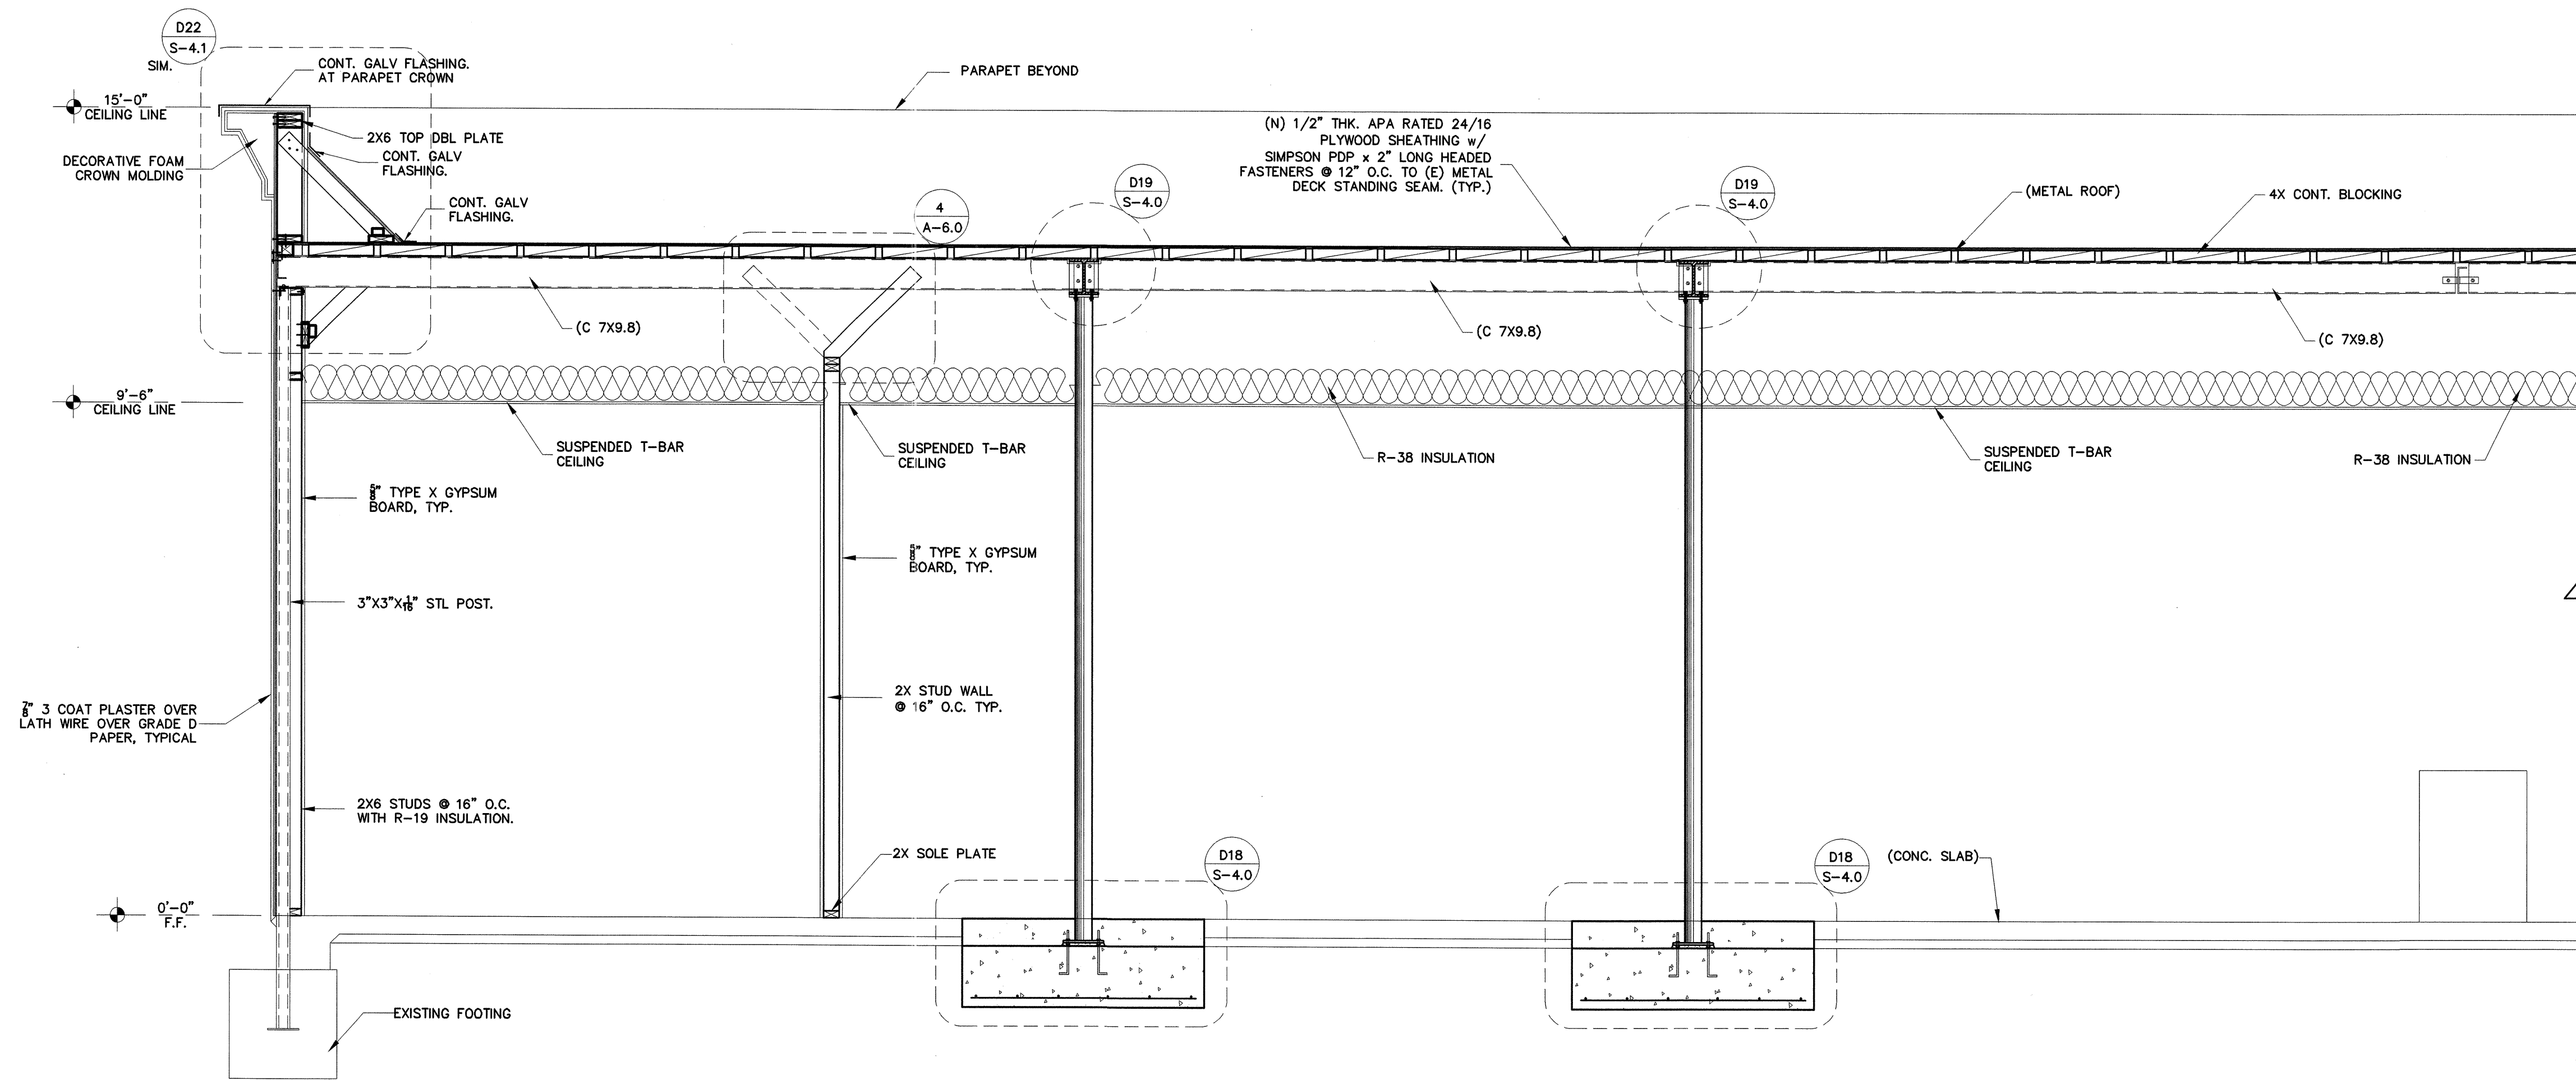 D22
S-4.1
SIM.
CONT. GALV FLASHING.
AT PARAPET CROWN
PARAPET BEYOND
15'-0"
CEILING LINE
2X6 TOP DBL PLATE
CONT. GALV
FLASHING.
DECORATIVE FOAM
CROWN MOLDING
CONT. GALV
FLASHING.
4
A-6.0
D19
S-4.0
(N) 1/2" THK. APA RATED 24/16
PLYWOOD SHEATHING w/
SIMPSON PDP x 2" LONG HEADED
FASTENERS @ 12" O.C. TO (E) METAL
DECK STANDING SEAM. (TYP.)
D19
S-4.0
(METAL ROOF)
4X CONT. BLOCKING
(C 7X9.8)
(C 7X9.8)
(C 7X9.8)
9'-6"
CEILING LINE
SUSPENDED T-BAR
CEILING
SUSPENDED T-BAR
CEILING
R-38 INSULATION
SUSPENDED T-BAR
CEILING
R-38 INSULATION
5/8" TYPE X GYPSUM
BOARD, TYP.
5/8" TYPE X GYPSUM
BOARD, TYP.
3"X3"X1/16" STL POST.
2X STUD WALL
@ 16" O.C. TYP.
7/8" 3 COAT PLASTER OVER
LATH WIRE OVER GRADE D
PAPER, TYPICAL
2X6 STUDS @ 16" O.C.
WITH R-19 INSULATION.
2X SOLE PLATE
D18
S-4.0
D18
S-4.0
(CONC. SLAB)
0'-0"
F.F.
EXISTING FOOTING